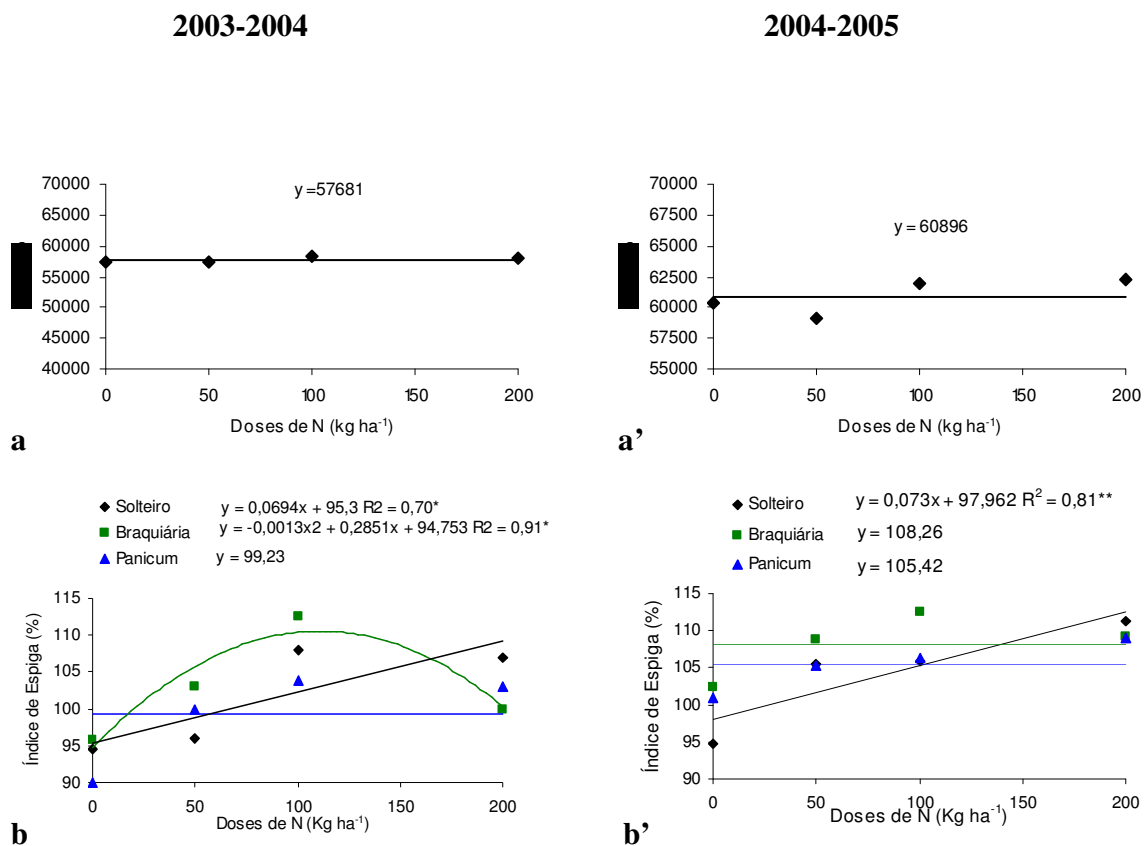 2003-2004
2004-2005
y =57681
70000
65000
60000
55000
50000
45000
40000
0
50
100
150
200
Doses de N (kg ha-1)
a
y = 60896
70000
67500
65000
62500
60000
57500
55000
0
50
100
150
200
Doses de N (kg ha-1)
a’
Solteiro y = 0,0694x + 95,3 R2 = 0,70*
Braquiária y = -0,0013x2 + 0,2851x + 94,753 R2 = 0,91*
Panicum y = 99,23
Índice de Espiga (%)
115
110
105
100
95
90
0
50
100
150
200
Doses de N (Kg ha-1)
b
Solteiro y = 0,073x + 97,962 R2 = 0,81**
Braquiária y = 108,26
Panicum y = 105,42
Índice de Espiga (%)
115
110
105
100
95
90
0
50
100
150
200
Doses de N (Kg ha-1)
b’